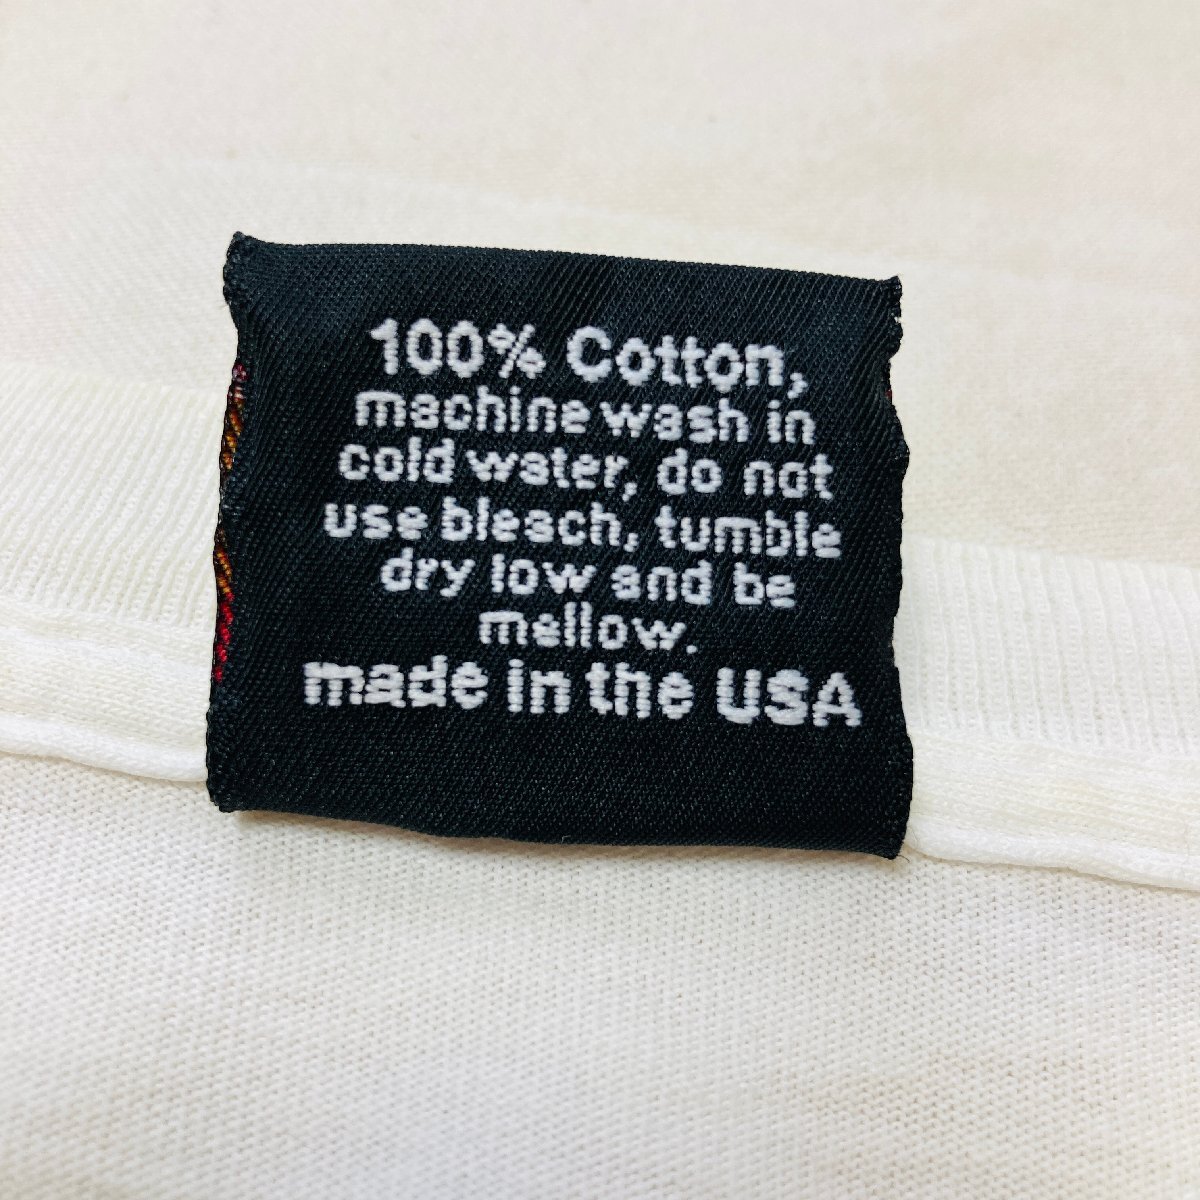 100% Cotton,
machine wash in
cold water, do not
use bleach, tumble
dry low and be
mellow.
made in the USA